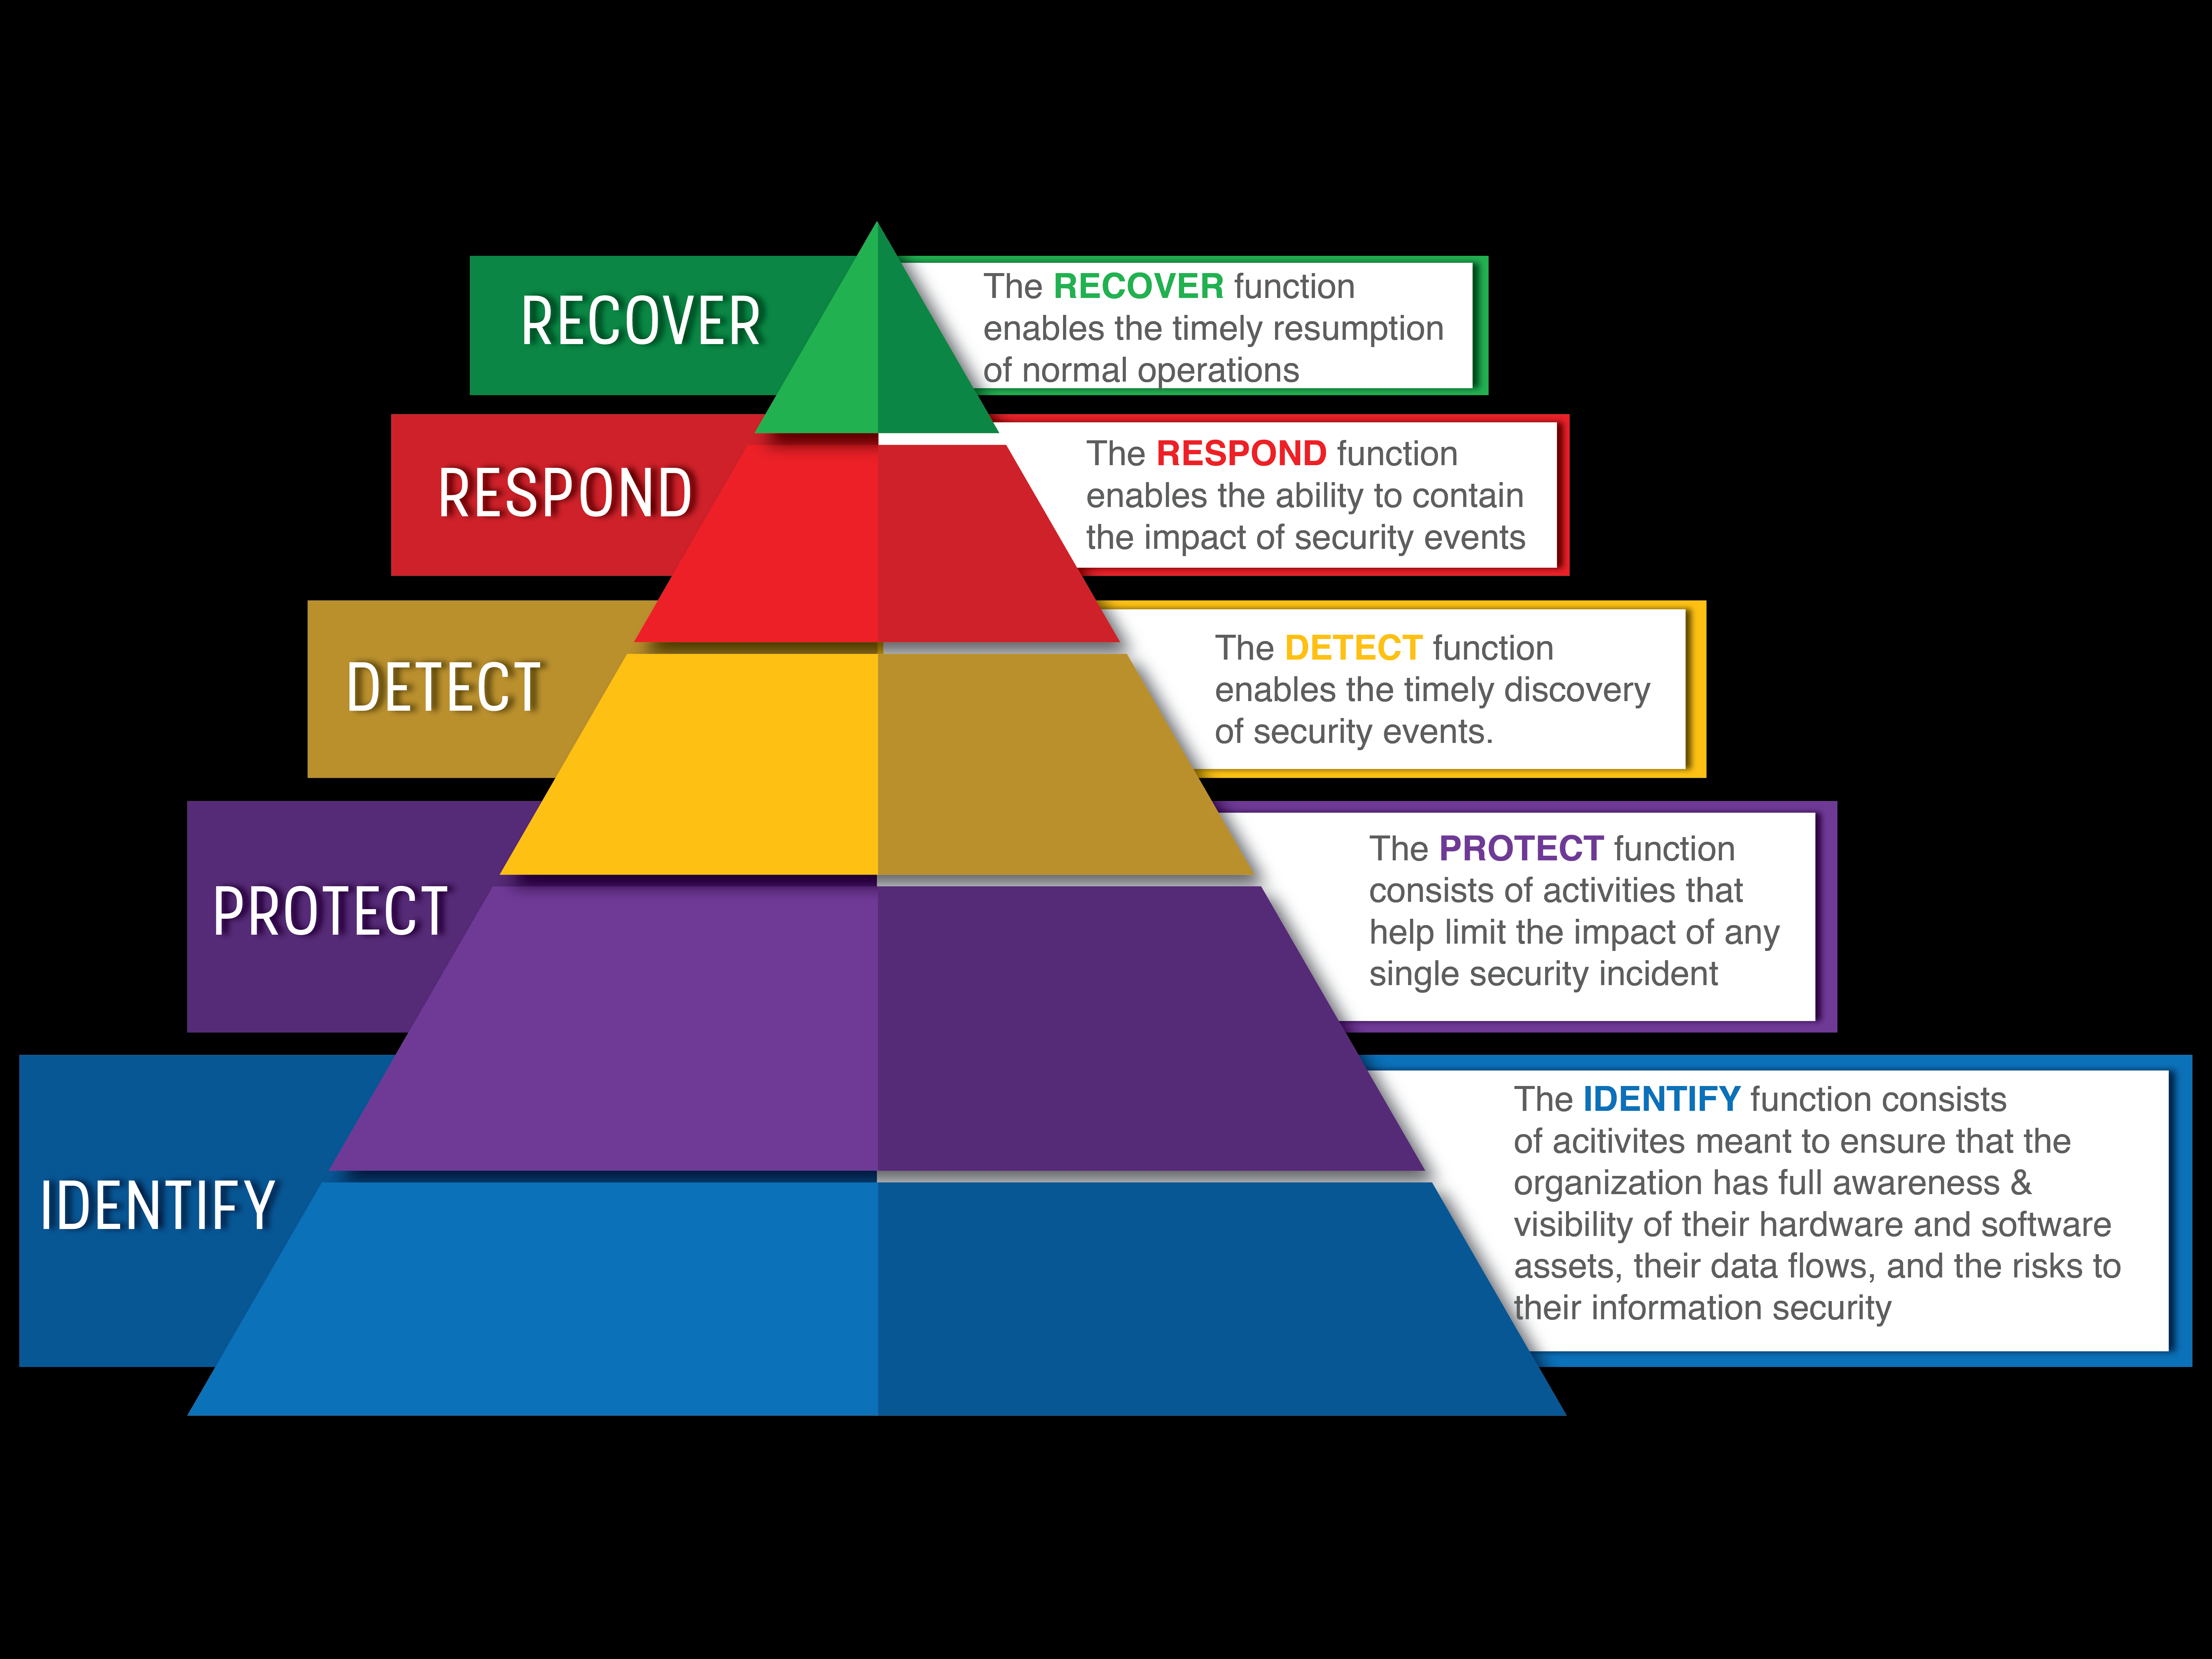 RECOVER
The RECOVER function
enables the timely resumption
of normal operations
RESPOND
The RESPOND function
enables the ability to contain
the impact of security events
DETECT
The DETECT function
enables the timely discovery
of security events.
PROTECT
The PROTECT function
consists of activities that
help limit the impact of any
single security incident
IDENTIFY
The IDENTIFY function consists
of acitivites meant to ensure that the
organization has full awareness &
visibility of their hardware and software
assets, their data flows, and the risks to
their information security